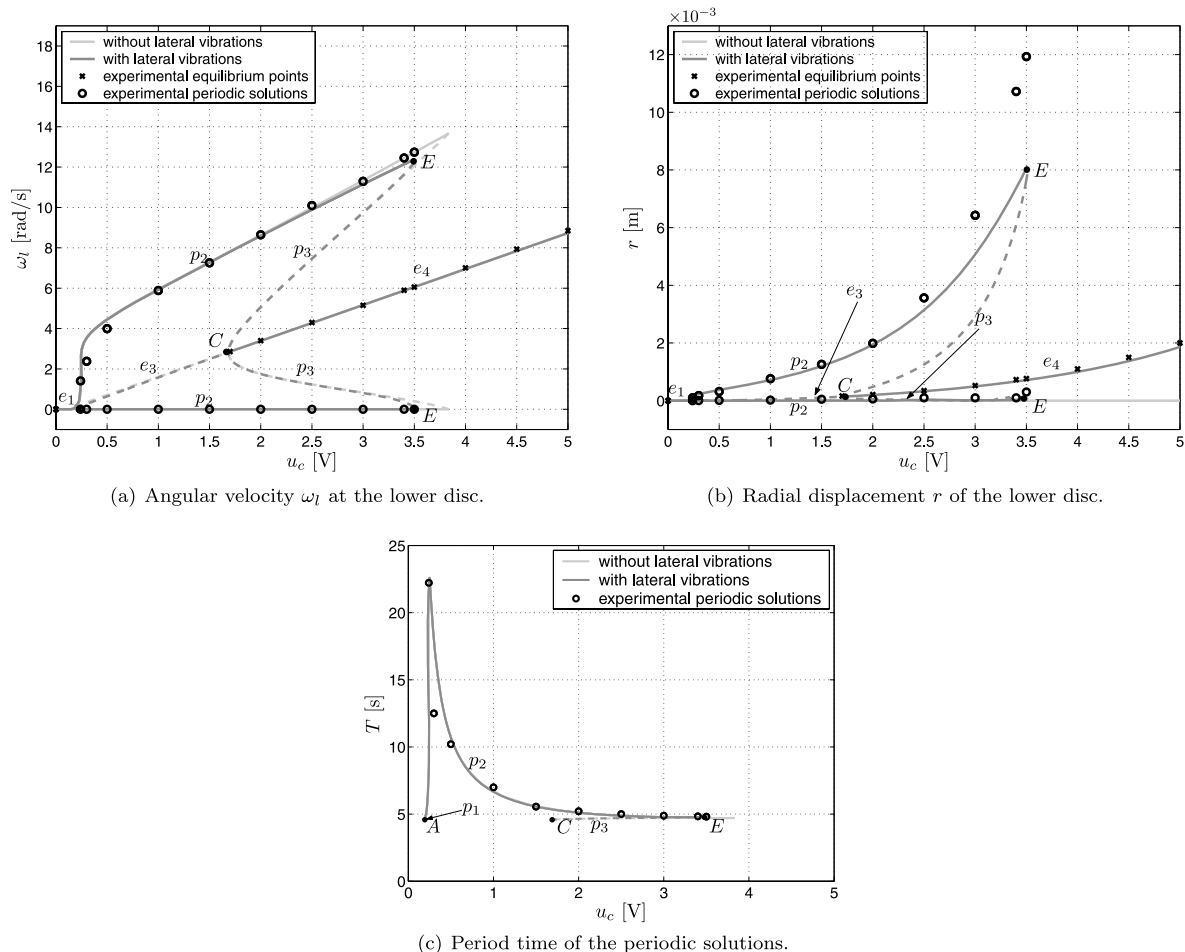 without lateral vibrations
with lateral vibrations
experimental equilibrium points
experimental periodic solutions
18
16
14
12
10
8
6
4
2
0
ω_l [rad/s]
E
p_2
p_3
e_4
C
e_3
p_3
e_1
p_2
E
0 0.5 1 1.5 2 2.5 3 3.5 4 4.5 5
u_c [V]
(a) Angular velocity ω_l at the lower disc.
×10⁻³
without lateral vibrations
with lateral vibrations
experimental equilibrium points
experimental periodic solutions
12
10
8
6
4
2
0
r [m]
E
e_3
p_3
p_2
e_4
C
e_1
p_2
E
0 0.5 1 1.5 2 2.5 3 3.5 4 4.5 5
u_c [V]
(b) Radial displacement r of the lower disc.
without lateral vibrations
with lateral vibrations
experimental periodic solutions
25
20
15
10
5
0
T [s]
p_2
p_1
A
C
p_3
E
0 1 2 3 4 5
u_c [V]
(c) Period time of the periodic solutions.